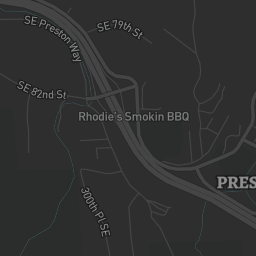 SE 79th St
SE Preston Way
SE 82nd St
Rhodie's Smokin BBQ
PRES
300th Pl SE